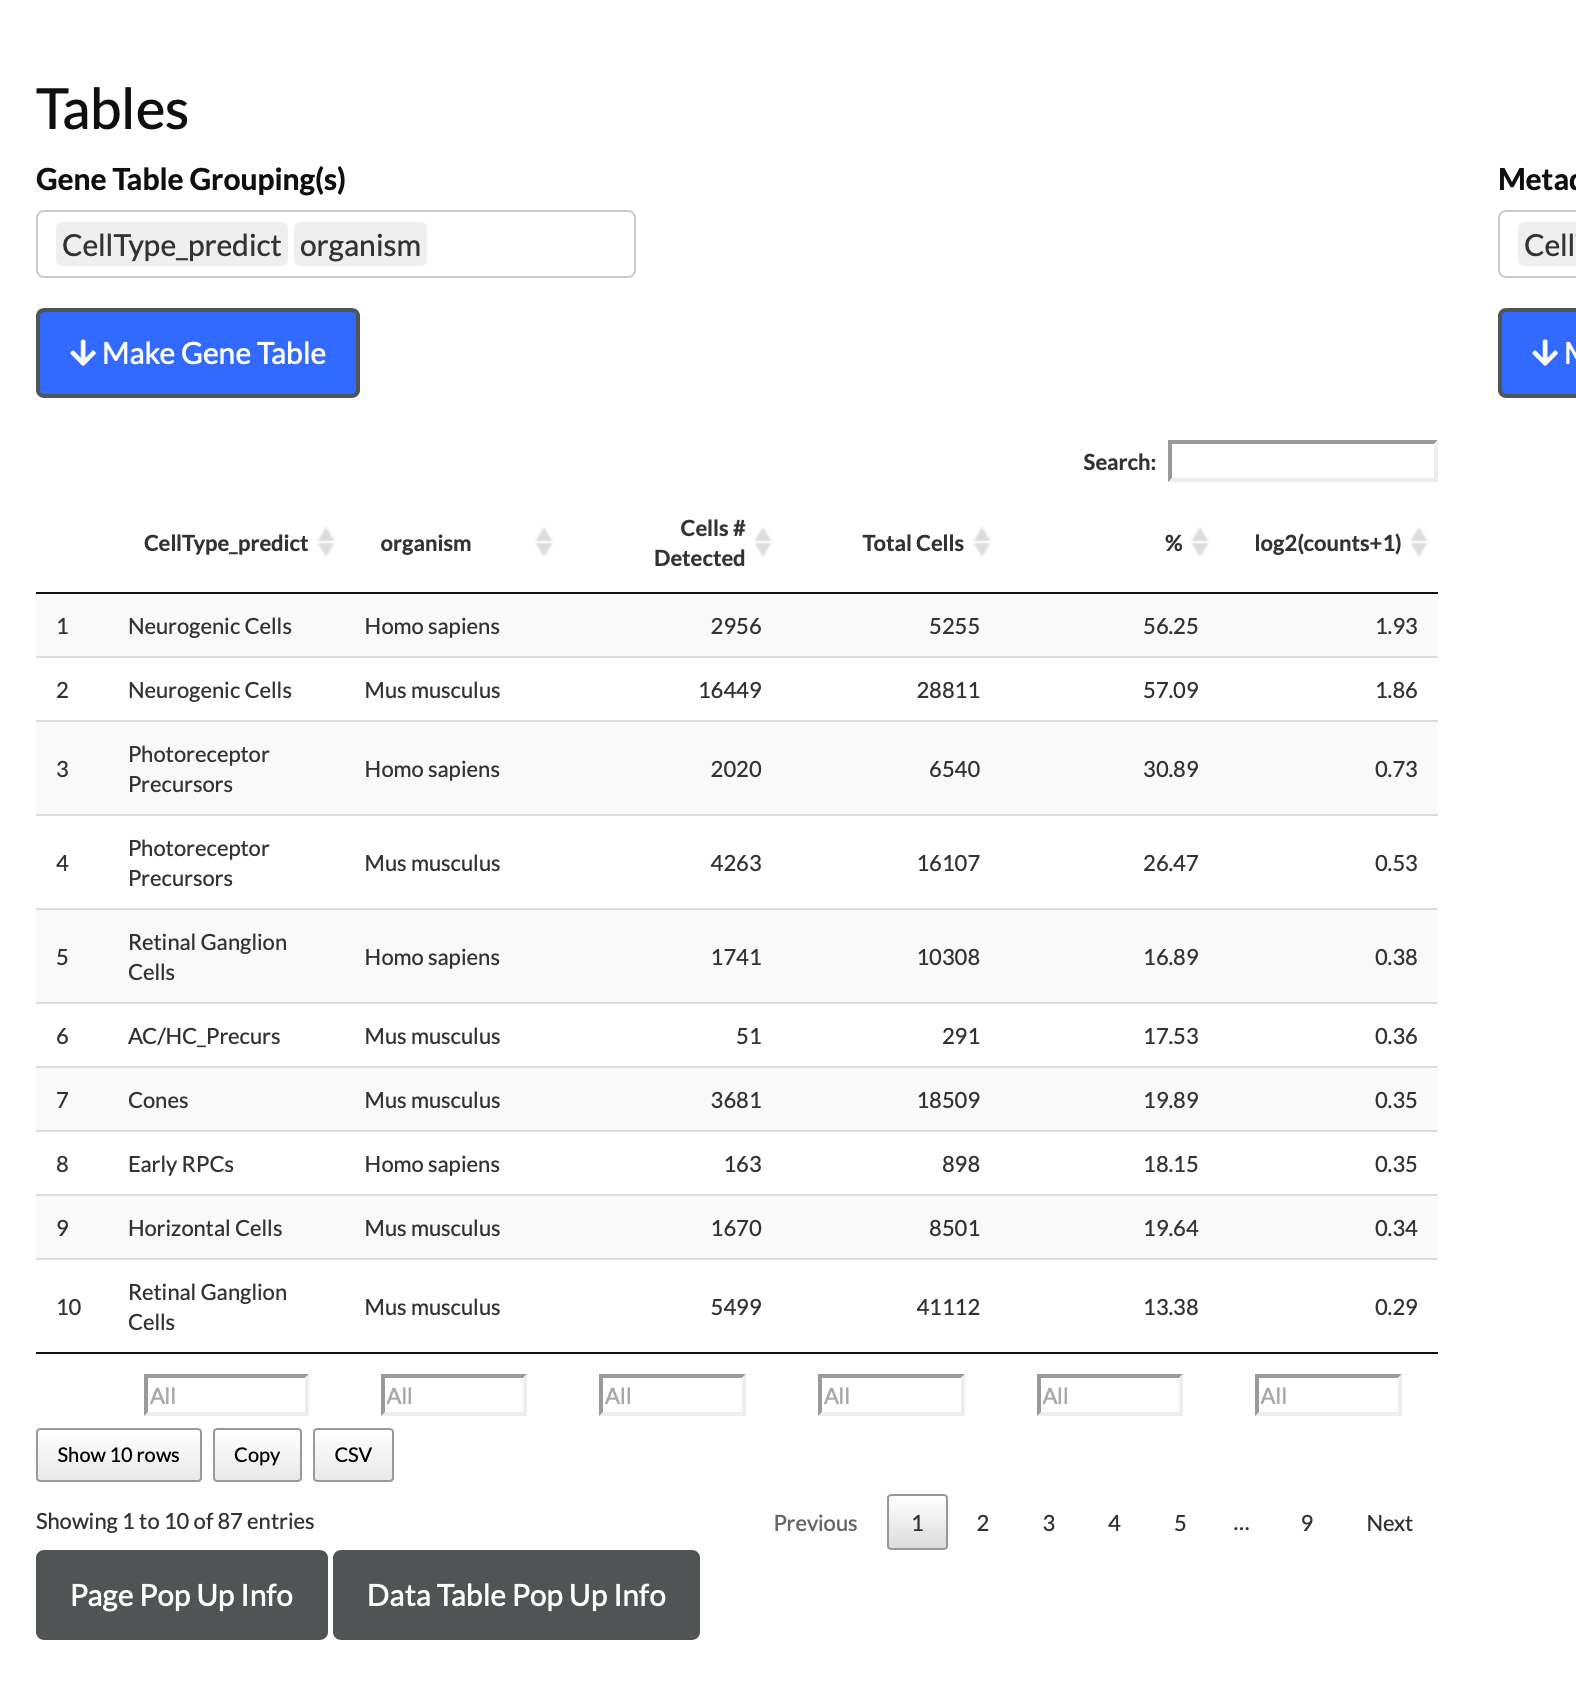 Tables
Gene Table Grouping(s)
CellType_predict organism
Make Gene Table
Search:
CellType_predict organism Cells # Detected Total Cells % log2(counts+1)
1 Neurogenic Cells Homo sapiens 2956 5255 56.25 1.93
2 Neurogenic Cells Mus musculus 16449 28811 57.09 1.86
3 Photoreceptor Precursors Homo sapiens 2020 6540 30.89 0.73
4 Photoreceptor Precursors Mus musculus 4263 16107 26.47 0.53
5 Retinal Ganglion Cells Homo sapiens 1741 10308 16.89 0.38
6 AC/HC_Precurs Mus musculus 51 291 17.53 0.36
7 Cones Mus musculus 3681 18509 19.89 0.35
8 Early RPCs Homo sapiens 163 898 18.15 0.35
9 Horizontal Cells Mus musculus 1670 8501 19.64 0.34
10 Retinal Ganglion Cells Mus musculus 5499 41112 13.38 0.29
All All All All All All
Show 10 rows Copy CSV
Showing 1 to 10 of 87 entries
Previous 1 2 3 4 5 ... 9 Next
Page Pop Up Info Data Table Pop Up Info